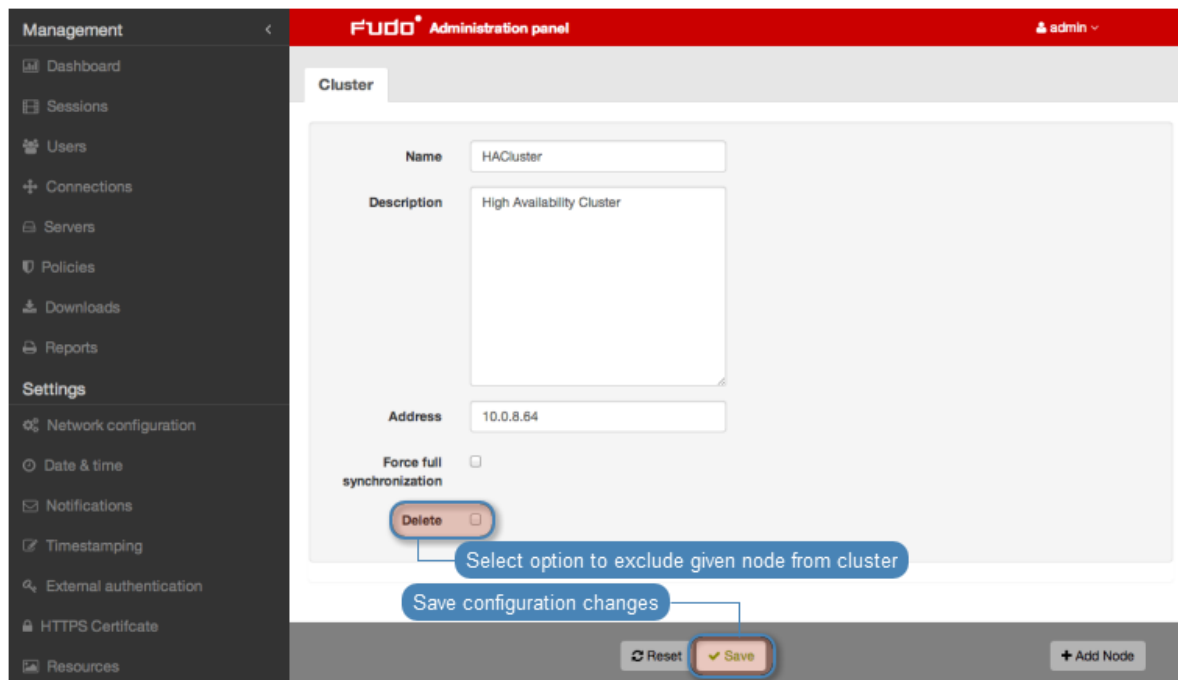 Management
FUDO Administration panel
admin
Dashboard
Sessions
Users
Connections
Servers
Policies
Downloads
Reports
Settings
Network configuration
Date & time
Notifications
Timestamping
External authentication
HTTPS Certifcate
Resources
Cluster
Name
HACluster
Description
High Availability Cluster
Address
10.0.8.64
Force full
synchronization
Delete
Select option to exclude given node from cluster
Save configuration changes
Reset
Save
Add Node